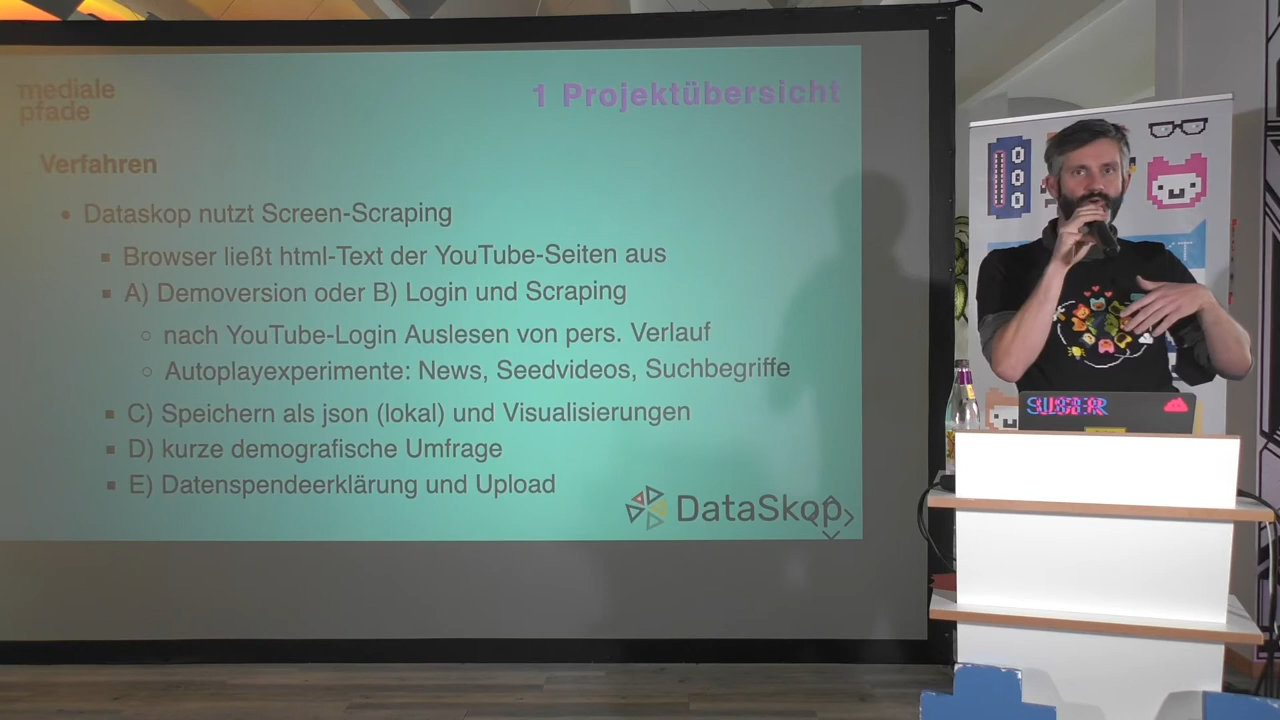 mediale
pfade
1 Projektübersicht
Verfahren
• Dataskop nutzt Screen-Scraping
▪ Browser ließt html-Text der YouTube-Seiten aus
▪ A) Demoversion oder B) Login und Scraping
○ nach YouTube-Login Auslesen von pers. Verlauf
○ Autoplayexperimente: News, Seedvideos, Suchbegriffe
▪ C) Speichern als json (lokal) und Visualisierungen
▪ D) kurze demografische Umfrage
▪ E) Datenspendeerklärung und Upload
DataSkop